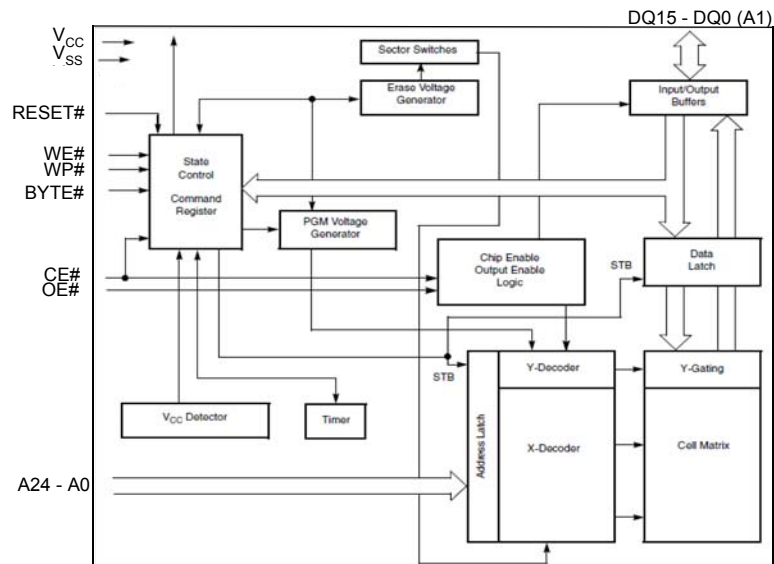 DQ15 - DQ0 (A1)
VCC
VSS
RESET#
WE#
WP#
BYTE#
CE#
OE#
A24 - A0
Sector Switches
Erase Voltage
Generator
Input/Output
Buffers
State
Control
Command
Register
PGM Voltage
Generator
Chip Enable
Output Enable
Logic
STB
Data
Latch
STB
Y-Decoder
Y-Gating
VCC Detector
Timer
Address Latch
X-Decoder
Cell Matrix